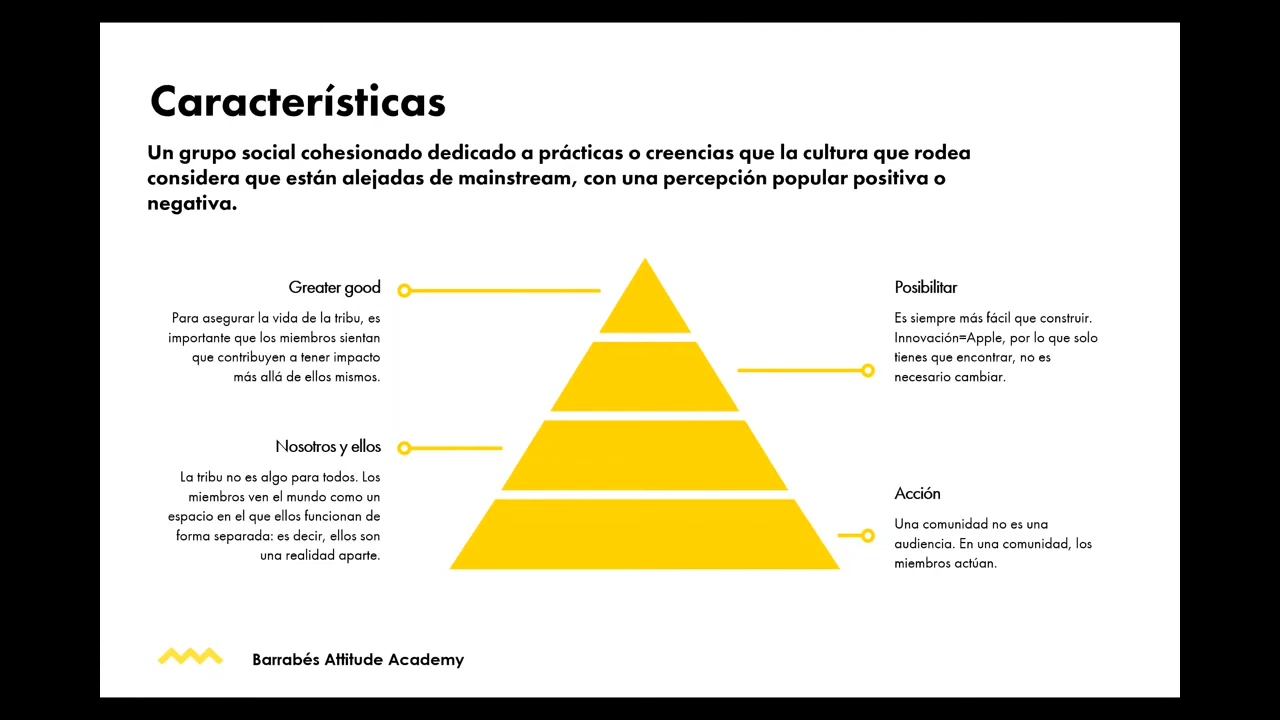 Características
Un grupo social cohesionado dedicado a prácticas o creencias que la cultura que rodea
considera que están alejadas de mainstream, con una percepción popular positiva o
negativa.
Greater good
Para asegurar la vida de la tribu, es
importante que los miembros sientan
que contribuyen a tener impacto
más allá de ellos mismos.
Posibilitar
Es siempre más fácil que construir.
Innovación=Apple, por lo que solo
tienes que encontrar, no es
necesario cambiar.
Nosotros y ellos
La tribu no es algo para todos. Los
miembros ven el mundo como un
espacio en el que ellos funcionan de
forma separada: es decir, ellos son
una realidad aparte.
Acción
Una comunidad no es una
audiencia. En una comunidad, los
miembros actúan.
Barrabés Attitude Academy